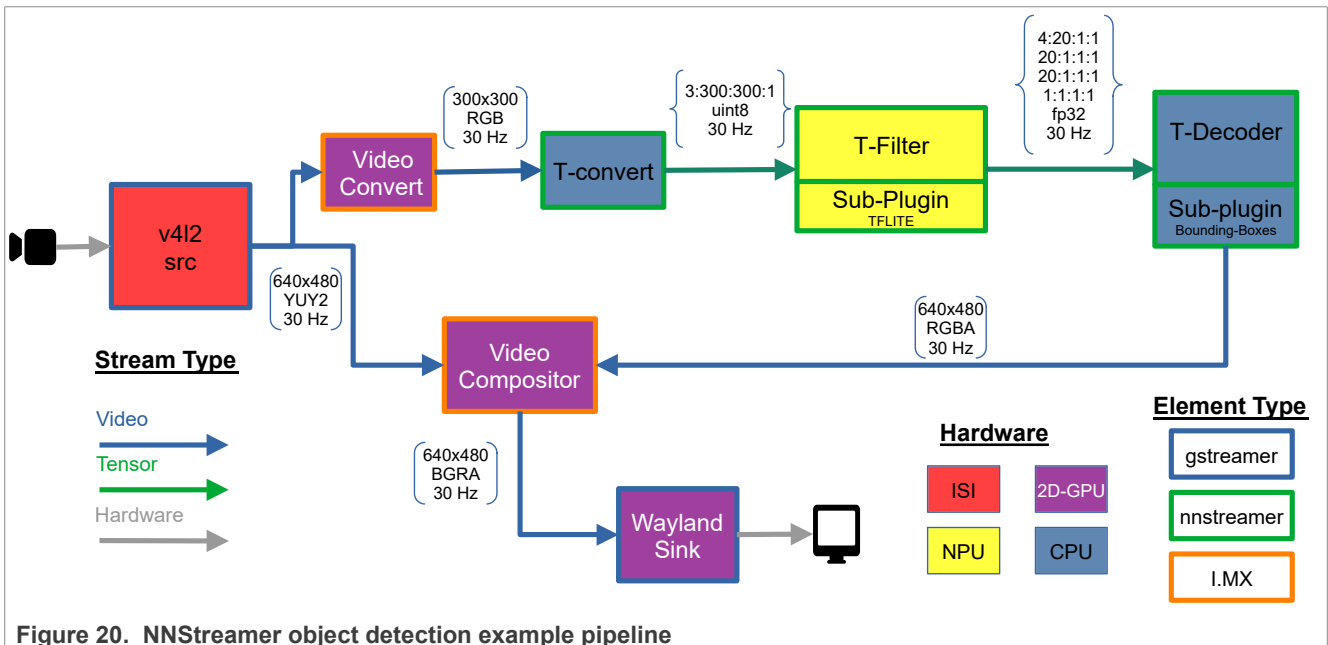 4:20:1:1
20:1:1:1
20:1:1:1
1:1:1:1
fp32
30 Hz
300x300
RGB
30 Hz
3:300:300:1
uint8
30 Hz
Video
Convert
T-convert
T-Filter
Sub-Plugin
TFLITE
T-Decoder
Sub-plugin
Bounding-Boxes
v4l2
src
640x480
YUY2
30 Hz
640x480
RGBA
30 Hz
Video
Compositor
Stream Type
Video
Tensor
Hardware
640x480
BGRA
30 Hz
Wayland
Sink
Hardware
ISI
2D-GPU
NPU
CPU
Element Type
gstreamer
nnstreamer
I.MX
Figure 20. NNStreamer object detection example pipeline